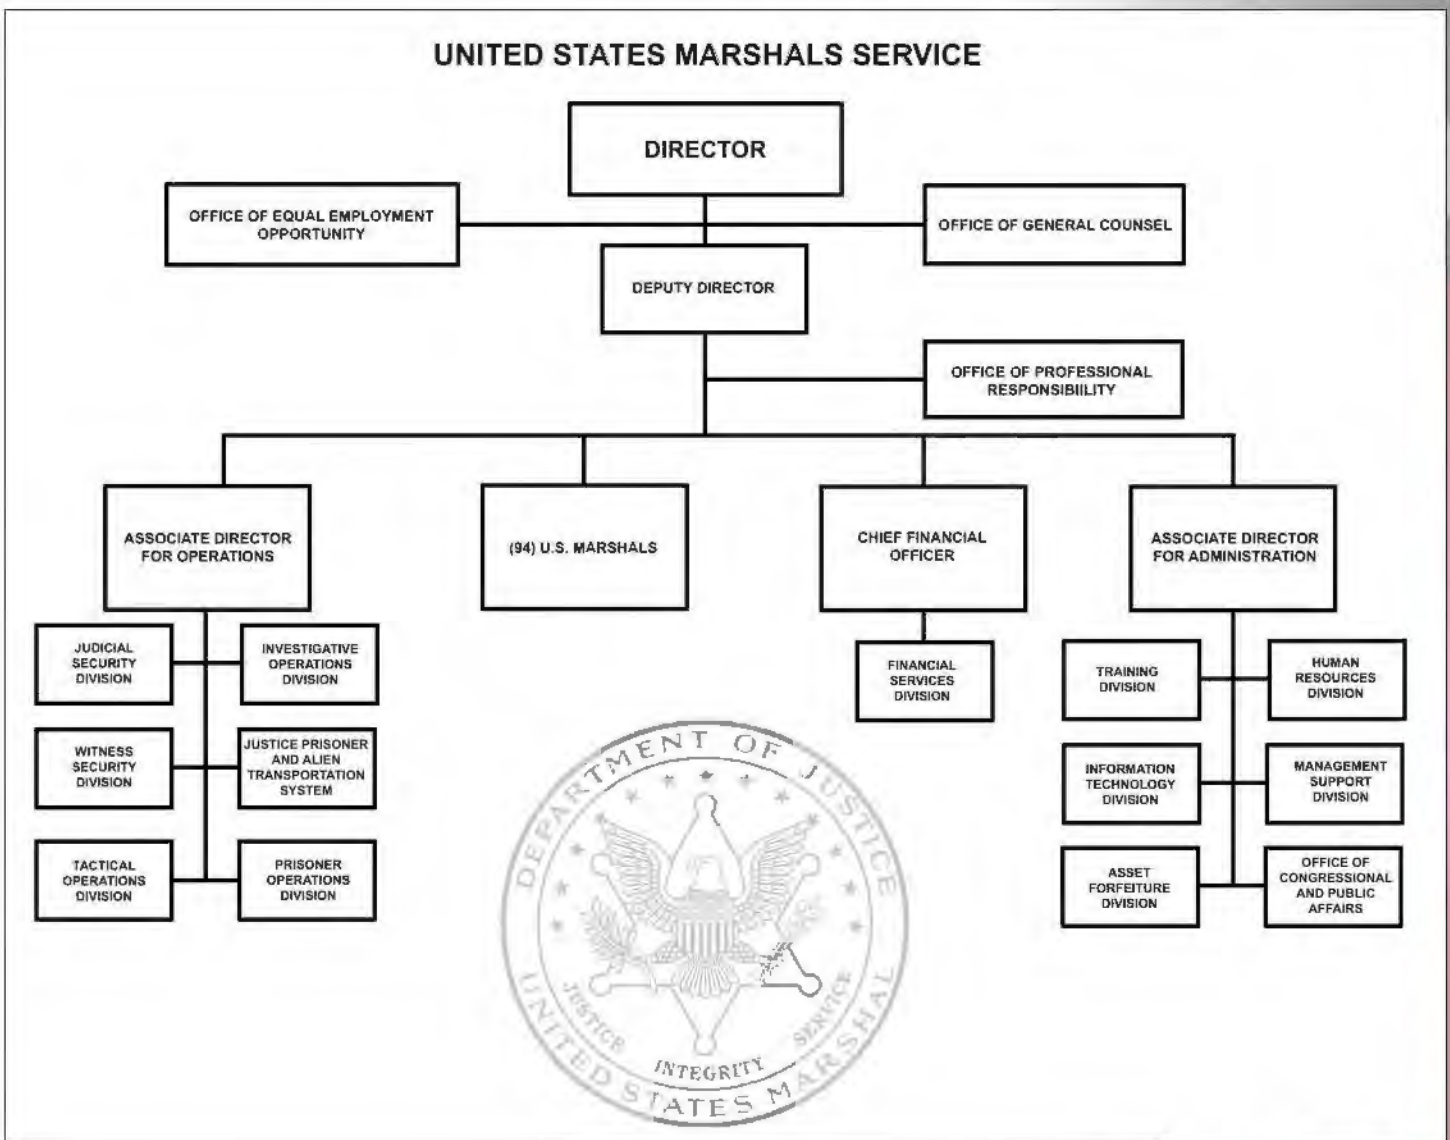 UNITED STATES MARSHALS SERVICE
DIRECTOR
OFFICE OF EQUAL EMPLOYMENT
OPPORTUNITY
OFFICE OF GENERAL COUNSEL
DEPUTY DIRECTOR
OFFICE OF PROFESSIONAL
RESPONSIBIILITY
ASSOCIATE DIRECTOR
FOR OPERATIONS
(94) U.S. MARSHALS
CHIEF FINANCIAL
OFFICER
ASSOCIATE DIRECTOR
FOR ADMINISTRATION
JUDICIAL
SECURITY
DIVISION
INVESTIGATIVE
OPERATIONS
DIVISION
WITNESS
SECURITY
DIVISION
JUSTICE PRISONER
AND ALIEN
TRANSPORTATION
SYSTEM
TACTICAL
OPERATIONS
DIVISION
PRISONER
OPERATIONS
DIVISION
FINANCIAL
SERVICES
DIVISION
TRAINING
DIVISION
HUMAN
RESOURCES
DIVISION
INFORMATION
TECHNOLOGY
DIVISION
MANAGEMENT
SUPPORT
DIVISION
ASSET
FORFEITURE
DIVISION
OFFICE OF
CONGRESSIONAL
AND PUBLIC
AFFAIRS
DEPARTMENT OF JUSTICE
UNITED STATES MARSHAL
JUSTICE INTEGRITY SERVICE